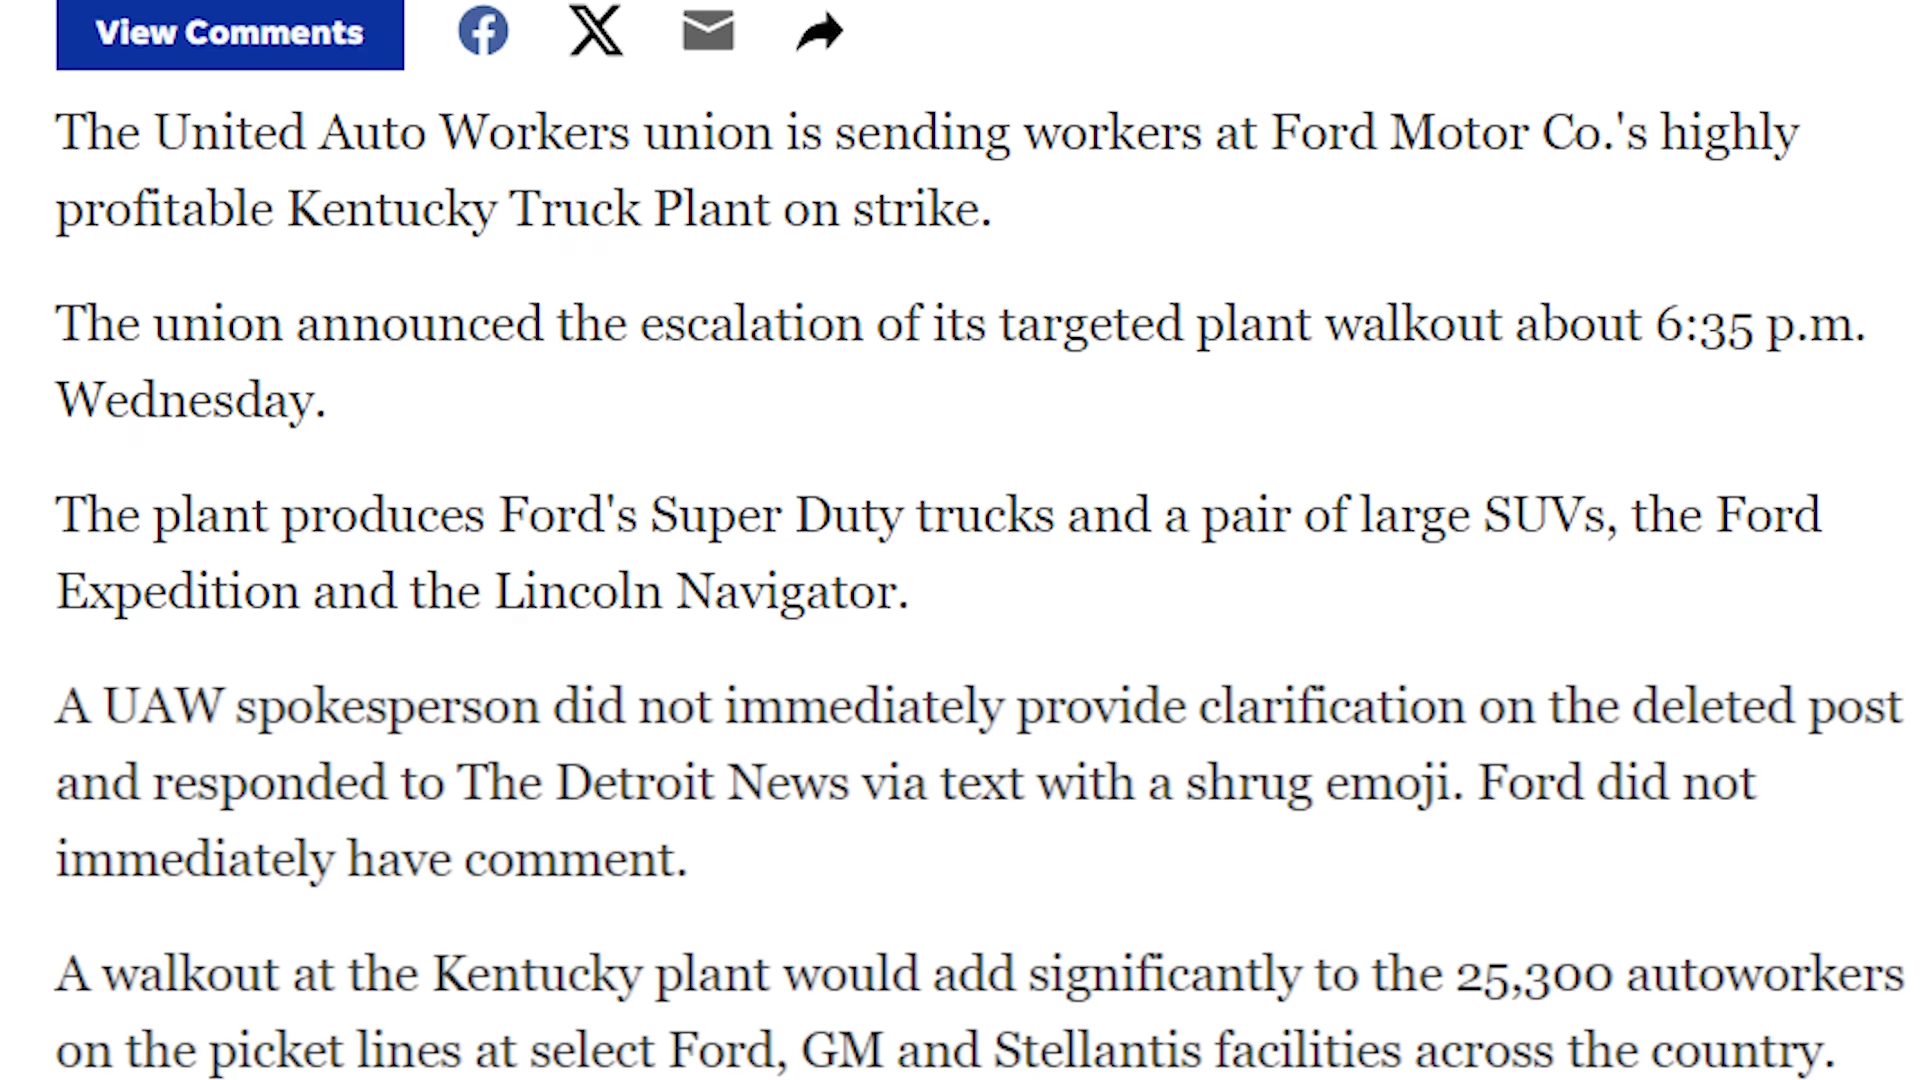 View Comments
The United Auto Workers union is sending workers at Ford Motor Co.'s highly
profitable Kentucky Truck Plant on strike.
The union announced the escalation of its targeted plant walkout about 6:35 p.m.
Wednesday.
The plant produces Ford's Super Duty trucks and a pair of large SUVs, the Ford
Expedition and the Lincoln Navigator.
A UAW spokesperson did not immediately provide clarification on the deleted post
and responded to The Detroit News via text with a shrug emoji. Ford did not
immediately have comment.
A walkout at the Kentucky plant would add significantly to the 25,300 autoworkers
on the picket lines at select Ford, GM and Stellantis facilities across the country.